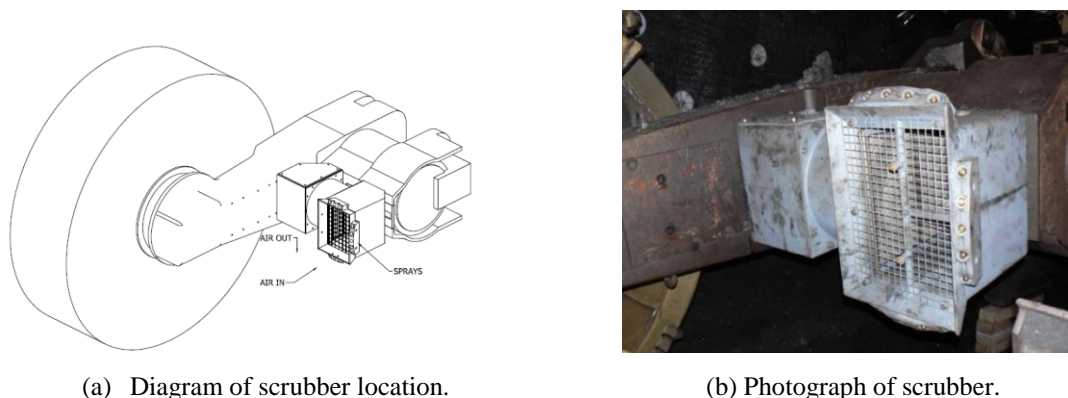 AIR OUT
AIR IN
SPRAYS
(a) Diagram of scrubber location.
(b) Photograph of scrubber.